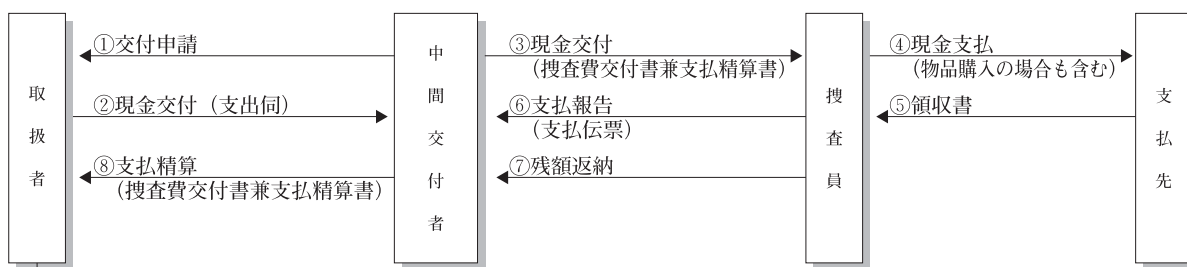 取扱者
①交付申請
②現金交付（支出伺）
⑧支払精算
（捜査費交付書兼支払精算書）
中間交付者
③現金交付
（捜査費交付書兼支払精算書）
⑥支払報告
（支払伝票）
⑦残額返納
捜査員
④現金支払
（物品購入の場合も含む）
⑤領収書
支払先